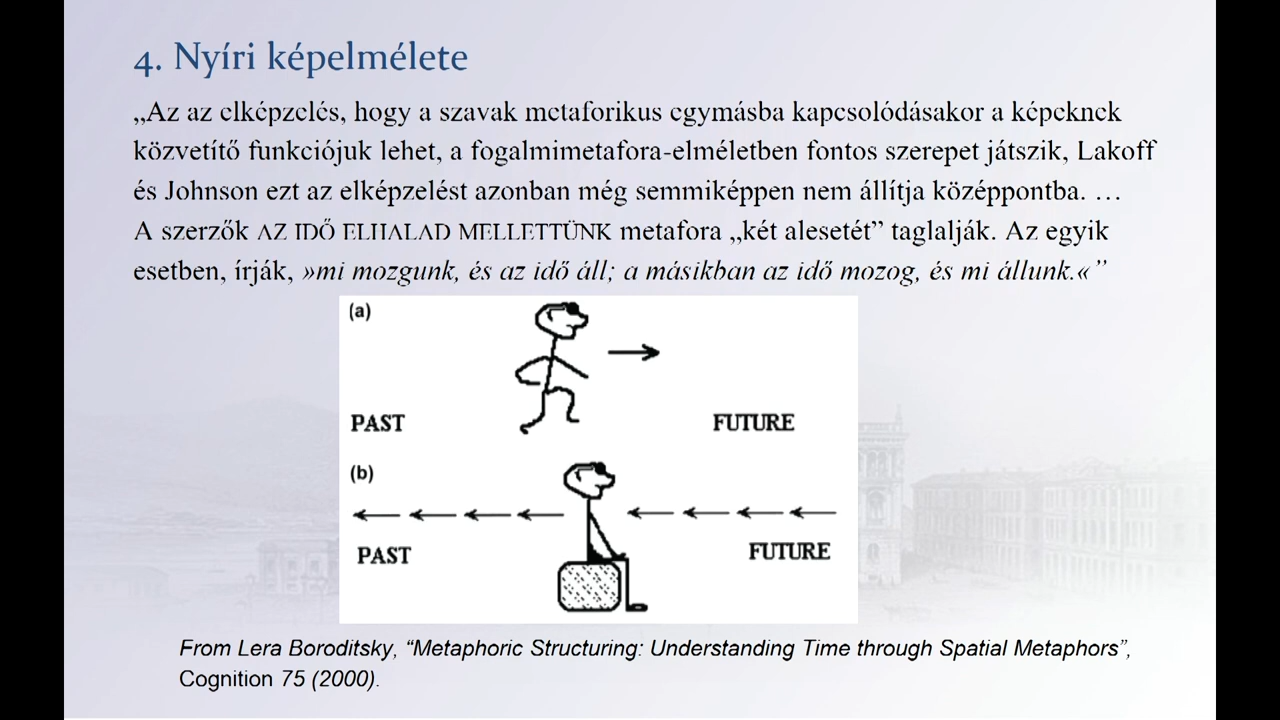 4. Nyíri képelmélete
„Az az elképzelés, hogy a szavak metaforikus egymásba kapcsolódásakor a képeknek
közvetítő funkciójuk lehet, a fogalmimetafora-elméletben fontos szerepet játszik, Lakoff
és Johnson ezt az elképzelést azonban még semmiképpen nem állítja középpontba. …
A szerzők AZ IDŐ ELHALAD MELLETTÜNK metafora „két alesetét” taglalják. Az egyik
esetben, írják, »mi mozgunk, és az idő áll; a másikban az idő mozog, és mi állunk.«”
(a)
PAST FUTURE
(b)
PAST FUTURE
From Lera Boroditsky, “Metaphoric Structuring: Understanding Time through Spatial Metaphors”,
Cognition 75 (2000).